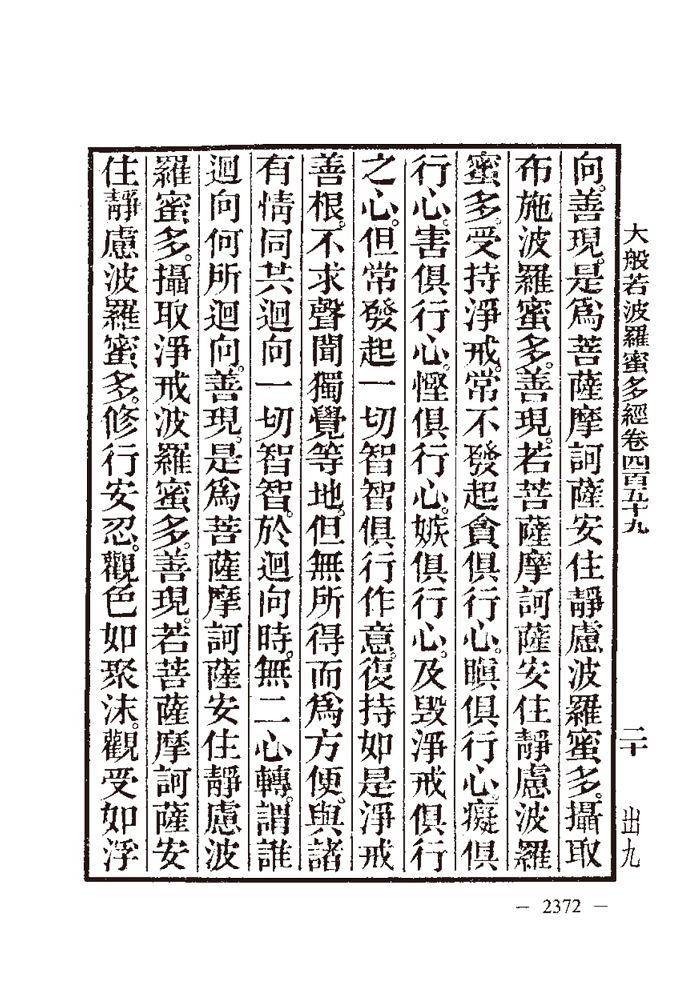 大般若波羅蜜多經卷四百五十九
二十
出九
向。善現。是為菩薩摩訶薩安住靜慮波羅蜜多。攝取
布施波羅蜜多。善現。若菩薩摩訶薩安住靜慮波羅
蜜多。受持淨戒。常不發起貪俱行心。瞋俱行心。癡俱
行心。害俱行心。慳俱行心。嫉俱行心。及毀淨戒俱行
之心。但常發起一切智智俱行作意。復持如是淨戒
善根。不求聲聞獨覺等地。但無所得而為方便。與諸
有情同共迴向一切智智。於迴向時。無二心轉。謂誰
迴向何所迴向。善現。是為菩薩摩訶薩安住靜慮波
羅蜜多。攝取淨戒波羅蜜多。善現。若菩薩摩訶薩安
住靜慮波羅蜜多。修行安忍。觀色如聚沫。觀受如浮
— 2372 —